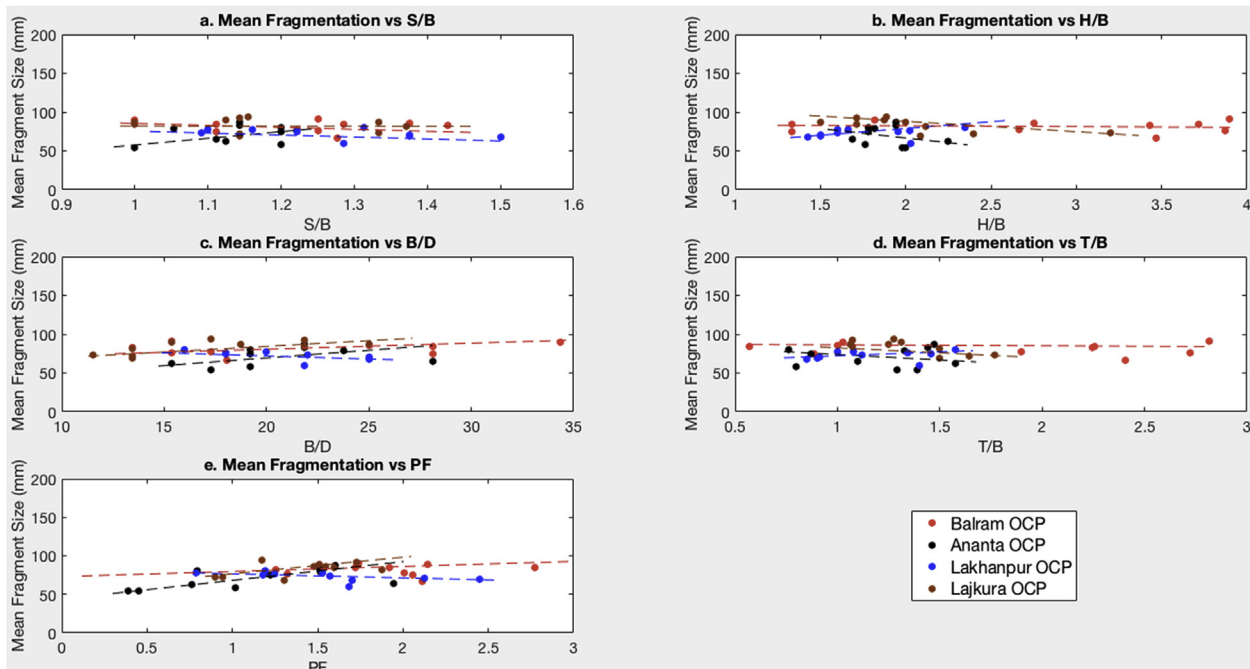 a. Mean Fragmentation vs S/B
Mean Fragment Size (mm)
200
150
100
50
0
0.9 1 1.1 1.2 1.3 1.4 1.5 1.6
S/B
b. Mean Fragmentation vs H/B
Mean Fragment Size (mm)
200
150
100
50
0
1 1.5 2 2.5 3 3.5 4
H/B
c. Mean Fragmentation vs B/D
Mean Fragment Size (mm)
200
150
100
50
0
10 15 20 25 30 35
B/D
d. Mean Fragmentation vs T/B
Mean Fragment Size (mm)
200
150
100
50
0
0.5 1 1.5 2 2.5 3
T/B
e. Mean Fragmentation vs PF
Mean Fragment Size (mm)
200
150
100
50
0
0 0.5 1 1.5 2 2.5 3
PF
Balram OCP
Ananta OCP
Lakhanpur OCP
Lajkura OCP